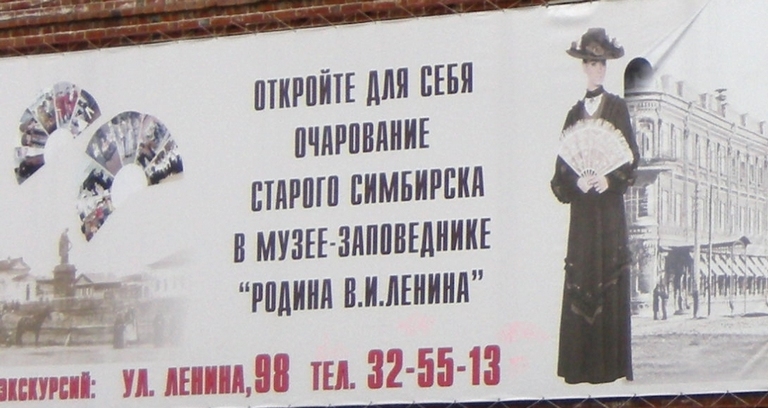 ОТКРОЙТЕ ДЛЯ СЕБЯ
ОЧАРОВАНИЕ
СТАРОГО СИМБИРСКА
В МУЗЕЕ-ЗАПОВЕДНИКЕ
"РОДИНА В.И.ЛЕНИНА"
ЭКСКУРСИЙ: УЛ. ЛЕНИНА, 98 ТЕЛ. 32-55-13